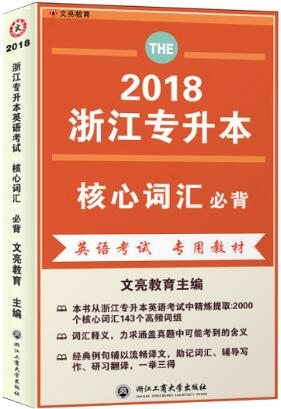 2018
浙江专升本英语考试 核心词汇 必背 文亮教育 主编
浙江工商大学出版社
文亮教育
THE
2018
浙江专升本
核心词汇 必背
英语考试 专用教材
文亮教育主编
本书从浙江专升本英语考试中精炼提取:2000
个核心词汇143个高频词组
词汇释义，力求涵盖真题中可能考到的含义
经典例句辅以流畅译文，助记词汇、辅导写
作、研习翻译，一举三得
浙江工商大学出版社